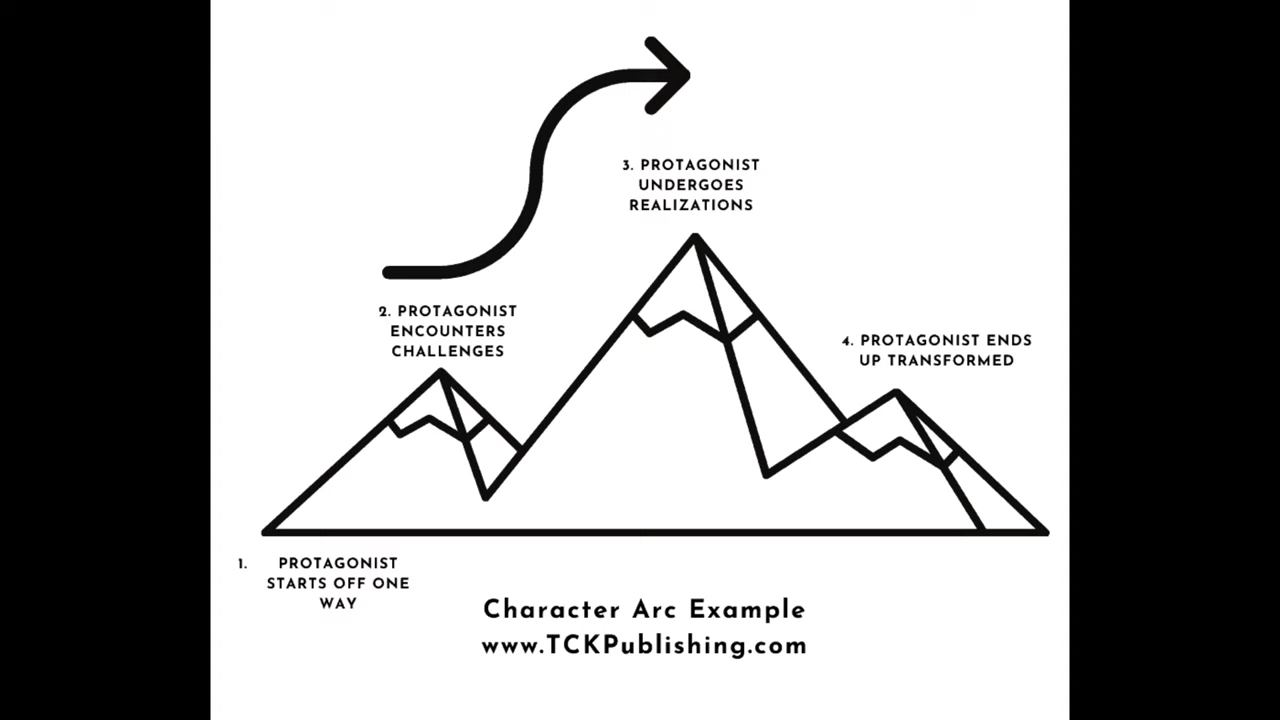 3. PROTAGONIST
UNDERGOES
REALIZATIONS
2. PROTAGONIST
ENCOUNTERS
CHALLENGES
4. PROTAGONIST ENDS
UP TRANSFORMED
1. PROTAGONIST
STARTS OFF ONE
WAY
Character Arc Example
www.TCKPublishing.com